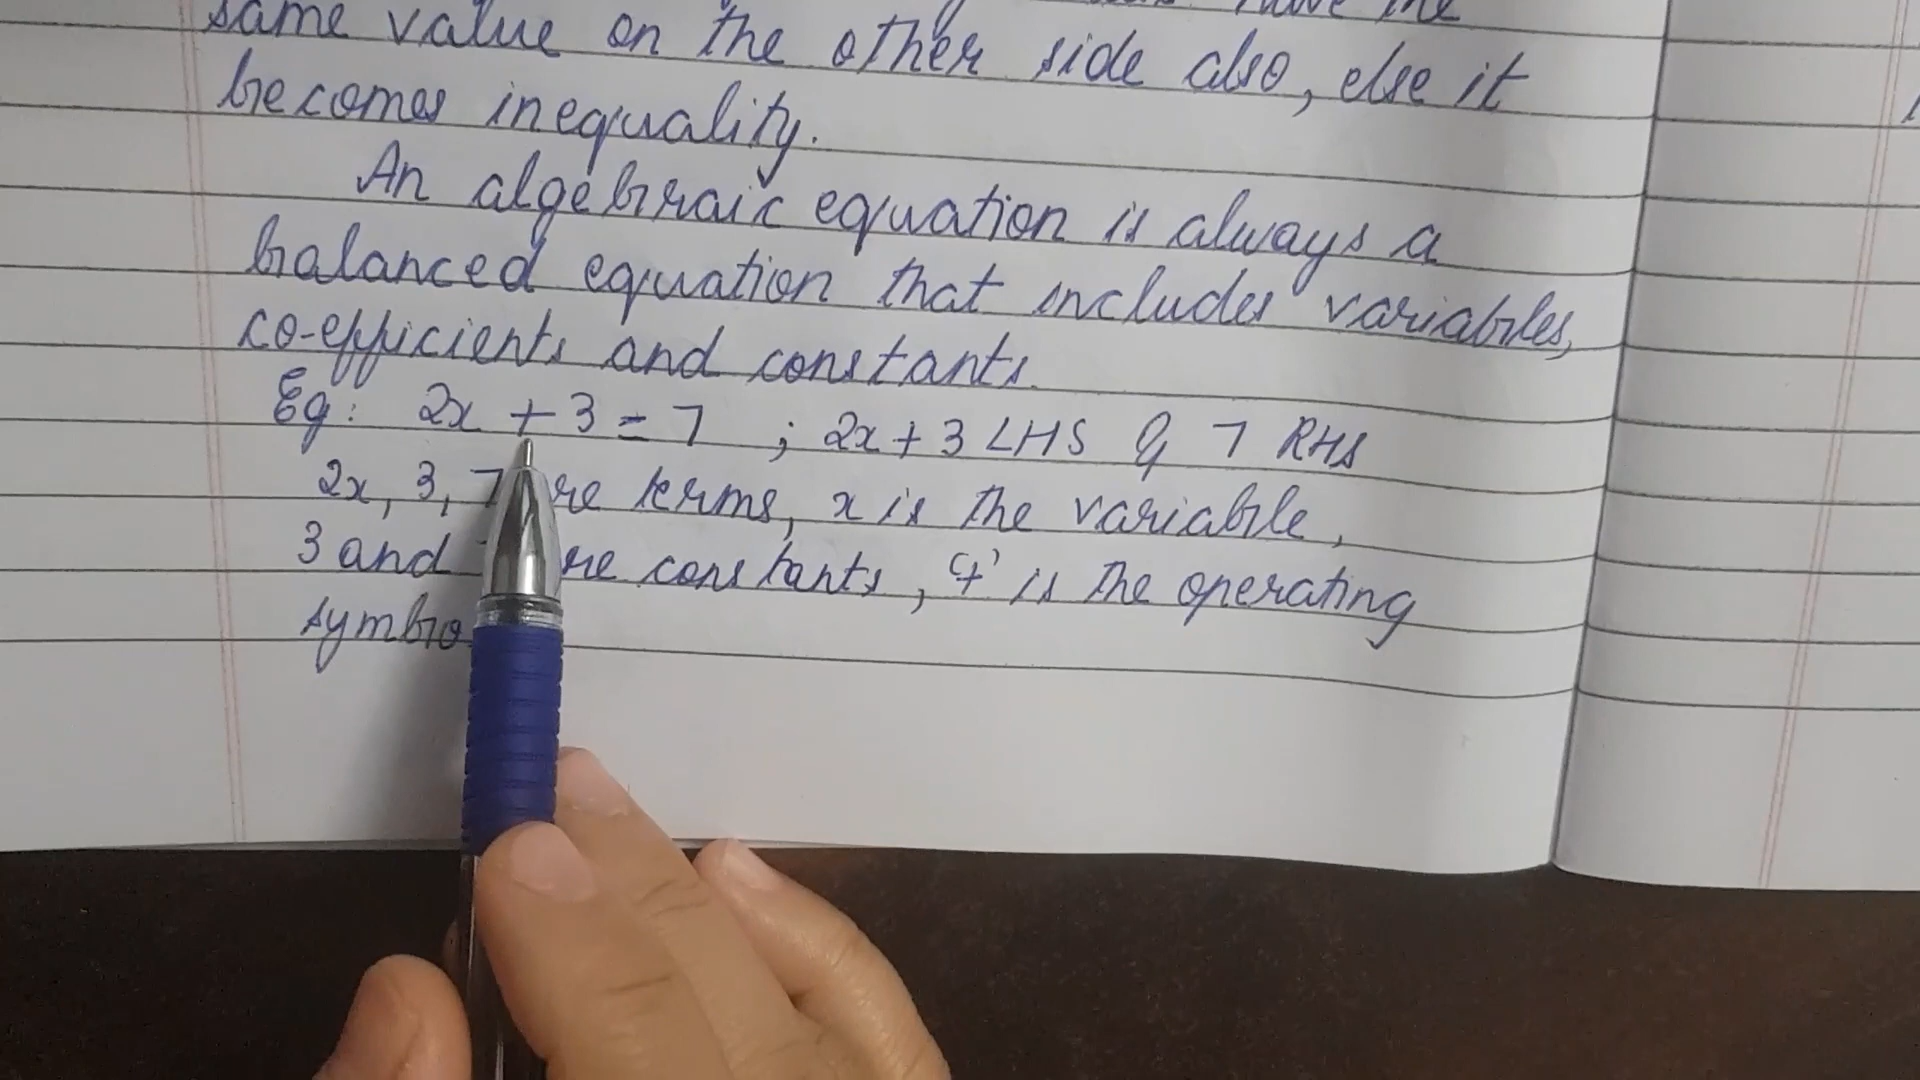 same value on the other side also, else it
becomes inequality.
An algebraic equation is always a
balanced equation that includes variables,
co-efficients and constants.
Eg: 2x + 3 = 7 ; 2x + 3 LHS & 7 RHS
2x, 3, 7 are terms, x is the variable,
3 and are constants, '+' is the operating
symbo